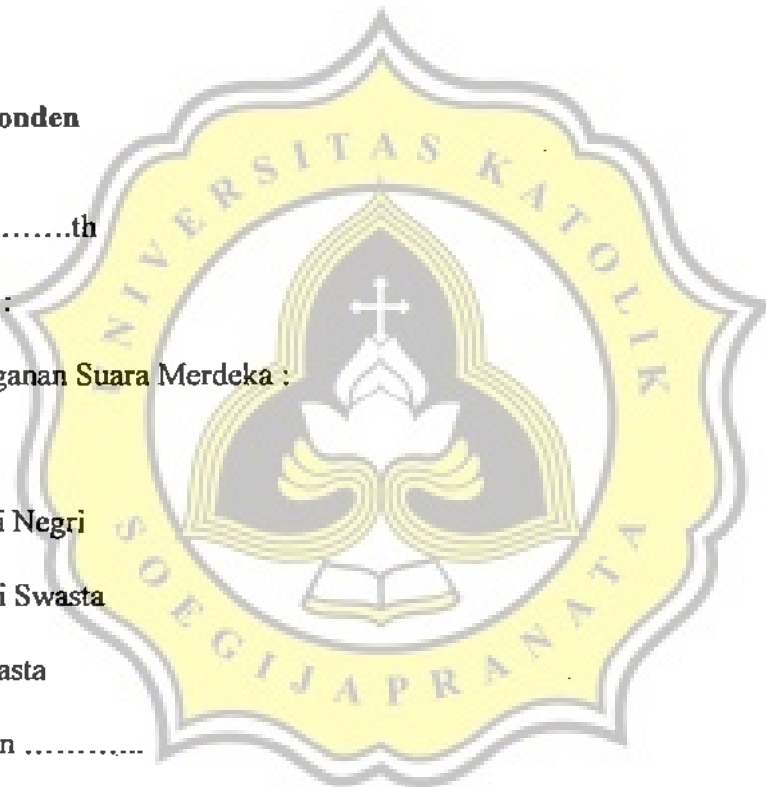 onden
..........th
:
ganan Suara Merdeka :
i Negri
i Swasta
asta
n ............
UNIVERSITAS KATOLIK
SOEGIJAPRANATA